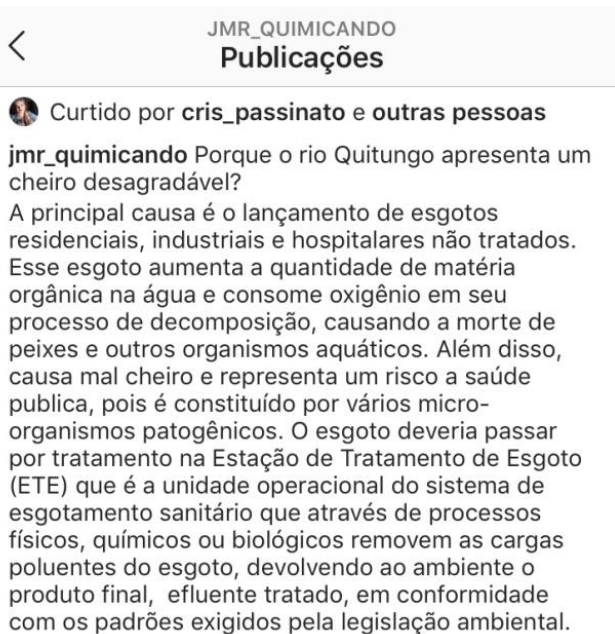 JMR_QUIMICANDO
Publicações
Curtido por cris_passinato e outras pessoas
jmr_quimicando Porque o rio Quitungo apresenta um
cheiro desagradável?
A principal causa é o lançamento de esgotos
residenciais, industriais e hospitalares não tratados.
Esse esgoto aumenta a quantidade de matéria
orgânica na água e consome oxigênio em seu
processo de decomposição, causando a morte de
peixes e outros organismos aquáticos. Além disso,
causa mal cheiro e representa um risco a saúde
publica, pois é constituído por vários micro-
organismos patogênicos. O esgoto deveria passar
por tratamento na Estação de Tratamento de Esgoto
(ETE) que é a unidade operacional do sistema de
esgotamento sanitário que através de processos
físicos, químicos ou biológicos removem as cargas
poluentes do esgoto, devolvendo ao ambiente o
produto final, efluente tratado, em conformidade
com os padrões exigidos pela legislação ambiental.